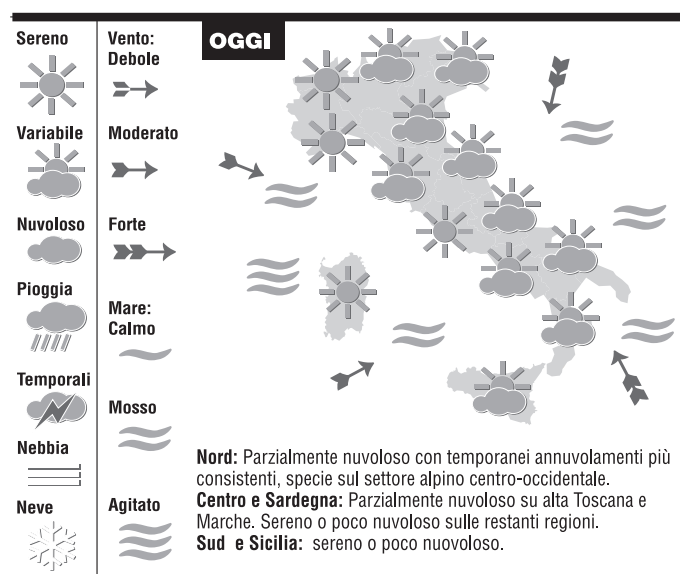 Sereno
Variabile
Nuvoloso
Pioggia
Temporali
Nebbia
Neve
Vento:
Debole
Moderato
Forte
Mare:
Calmo
Mosso
Agitato
OGGI
Nord: Parzialmente nuvoloso con temporanei annuvolamenti più
consistenti, specie sul settore alpino centro-occidentale.
Centro e Sardegna: Parzialmente nuvoloso su alta Toscana e
Marche. Sereno o poco nuvoloso sulle restanti regioni.
Sud e Sicilia: sereno o poco nuovoloso.